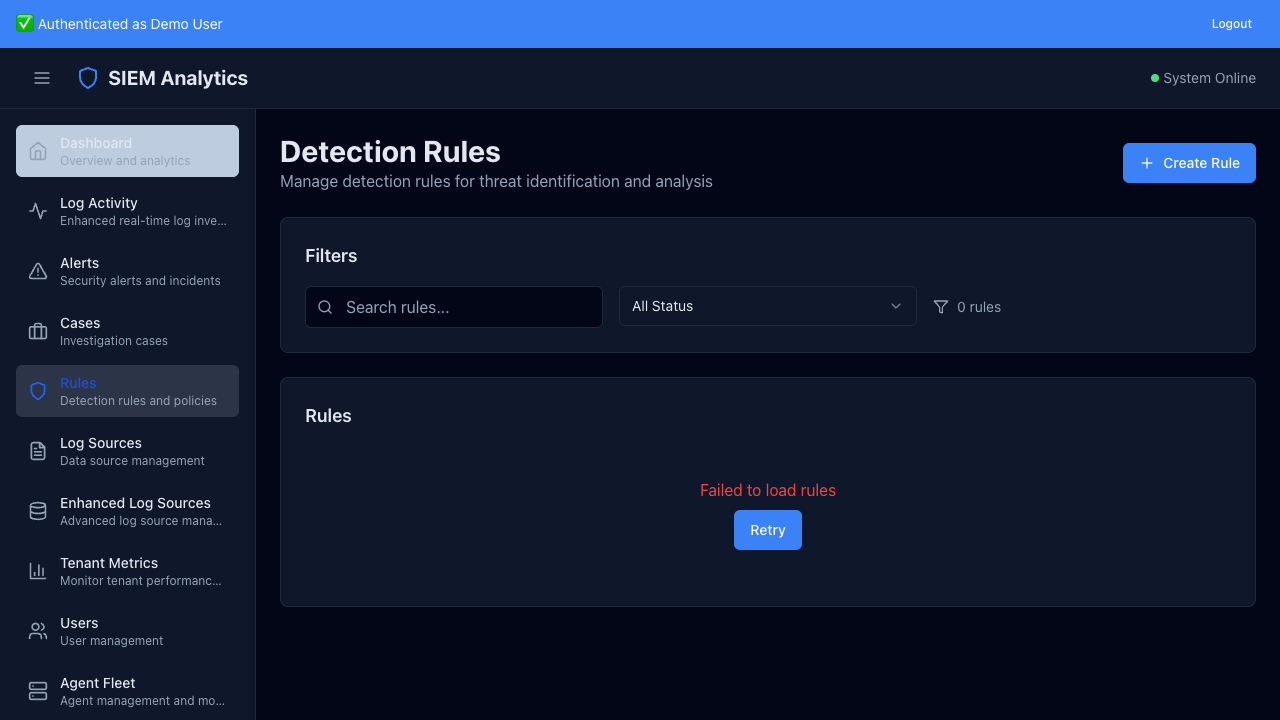 ✅ Authenticated as Demo User
Logout
SIEM Analytics
System Online
Dashboard
Overview and analytics
Log Activity
Enhanced real-time log inve...
Alerts
Security alerts and incidents
Cases
Investigation cases
Rules
Detection rules and policies
Log Sources
Data source management
Enhanced Log Sources
Advanced log source mana...
Tenant Metrics
Monitor tenant performanc...
Users
User management
Agent Fleet
Agent management and mo...
Detection Rules
Manage detection rules for threat identification and analysis
Create Rule
Filters
Search rules...
All Status
0 rules
Rules
Failed to load rules
Retry